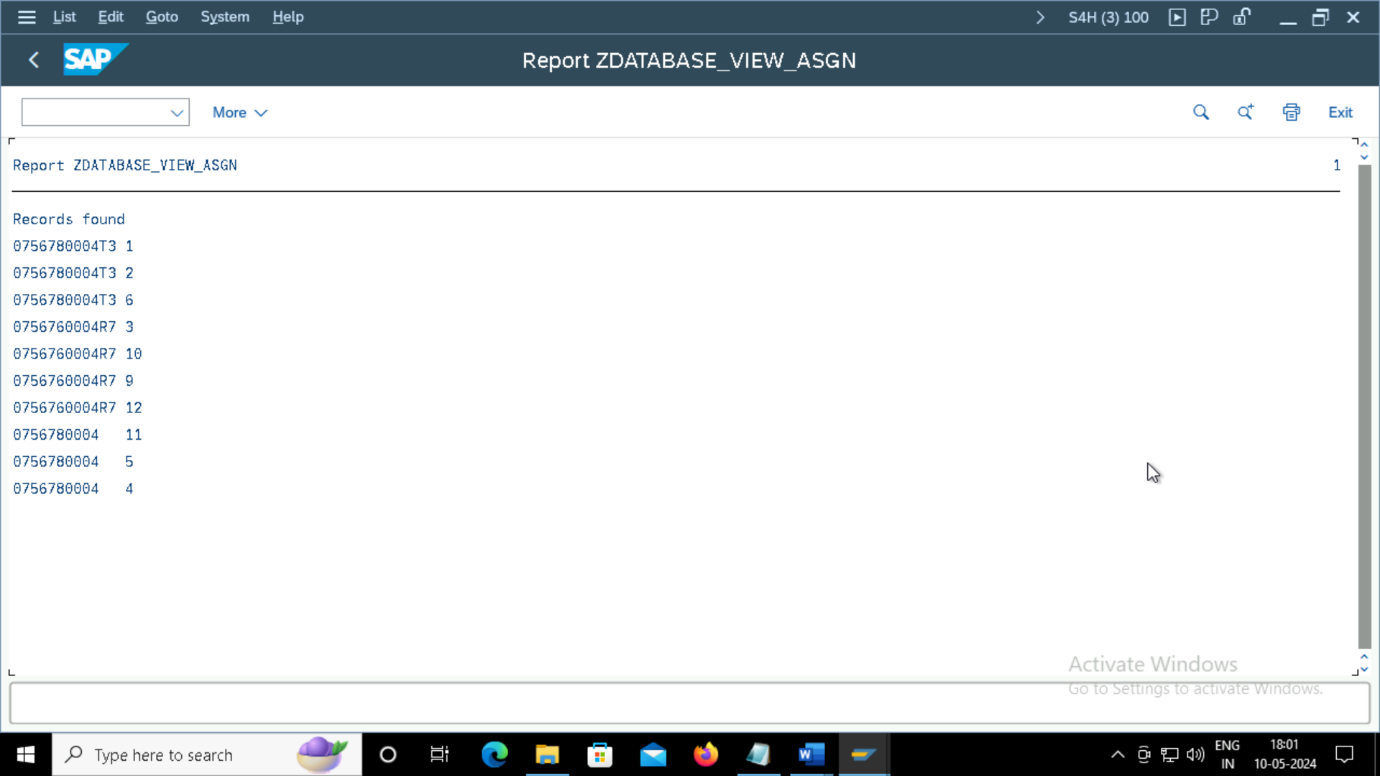 List Edit Goto System Help S4H (3) 100
SAP Report ZDATABASE_VIEW_ASGN
More Exit
Report ZDATABASE_VIEW_ASGN 1
Records found
0756780004T3 1
0756780004T3 2
0756780004T3 6
0756760004R7 3
0756760004R7 10
0756760004R7 9
0756760004R7 12
0756780004 11
0756780004 5
0756780004 4
Activate Windows
Go to Settings to activate Windows.
Type here to search
ENG
IN
18:01
10-05-2024